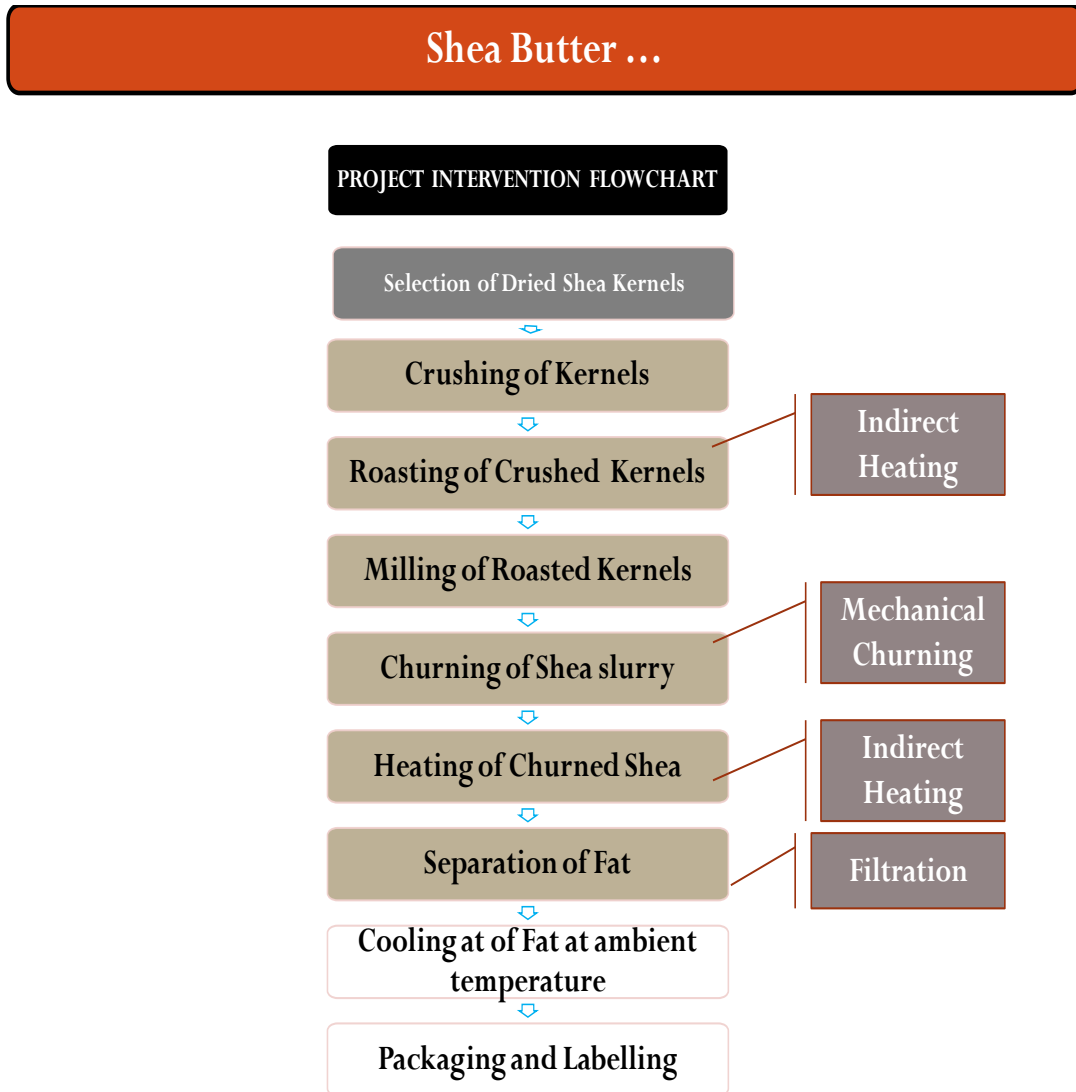 Shea Butter ...
PROJECT INTERVENTION FLOWCHART
Selection of Dried Shea Kernels
Crushing of Kernels
Roasting of Crushed Kernels
Indirect
Heating
Milling of Roasted Kernels
Churning of Shea slurry
Mechanical
Churning
Heating of Churned Shea
Indirect
Heating
Separation of Fat
Filtration
Cooling at of Fat at ambient
temperature
Packaging and Labelling